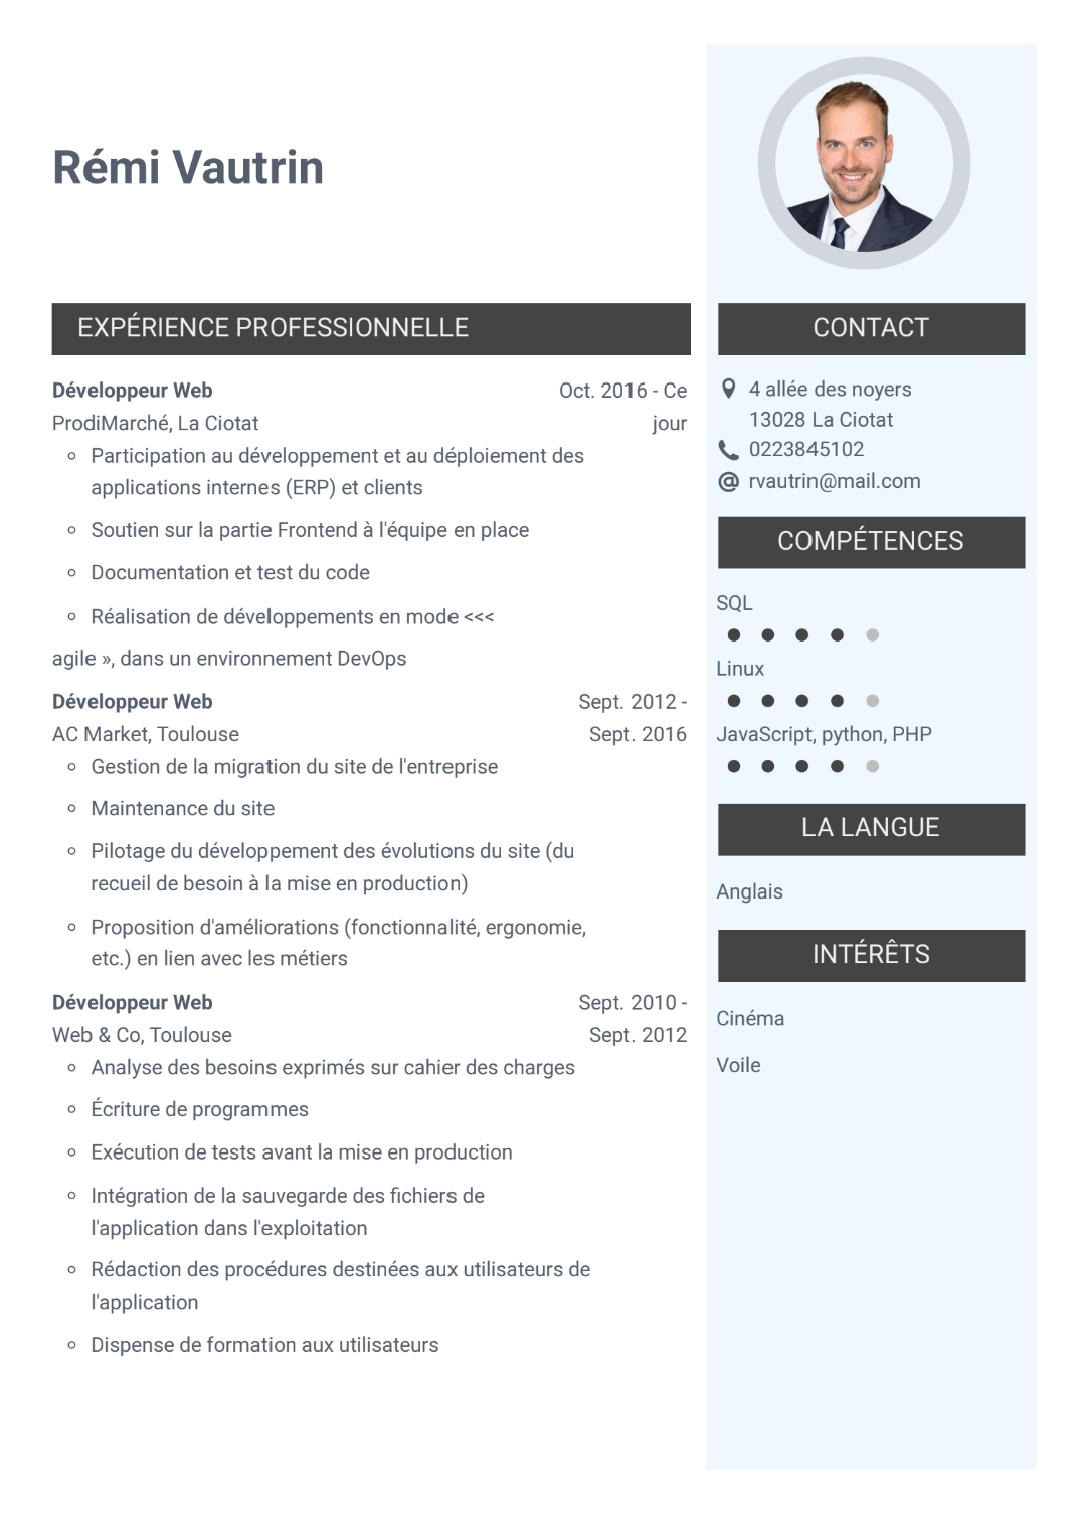 Rémi Vautrin
EXPÉRIENCE PROFESSIONNELLE
Développeur Web
Oct. 2016 - Ce
ProdiMarché, La Ciotat
jour
Participation au développement et au déploiement des
applications internes (ERP) et clients
Soutien sur la partie Frontend à l'équipe en place
Documentation et test du code
Réalisation de développements en mode <<<
agile », dans un environnement DevOps
Développeur Web
Sept. 2012 -
AC Market, Toulouse
Sept. 2016
Gestion de la migration du site de l'entreprise
Maintenance du site
Pilotage du développement des évolutions du site (du
recueil de besoin à la mise en production)
Proposition d'améliorations (fonctionnalité, ergonomie,
etc.) en lien avec les métiers
Développeur Web
Sept. 2010 -
Web & Co, Toulouse
Sept. 2012
Analyse des besoins exprimés sur cahier des charges
Écriture de programmes
Exécution de tests avant la mise en production
Intégration de la sauvegarde des fichiers de
l'application dans l'exploitation
Rédaction des procédures destinées aux utilisateurs de
l'application
Dispense de formation aux utilisateurs
CONTACT
4 allée des noyers
13028 La Ciotat
0223845102
rvautrin@mail.com
COMPÉTENCES
SQL
Linux
JavaScript, python, PHP
LA LANGUE
Anglais
INTÉRÊTS
Cinéma
Voile